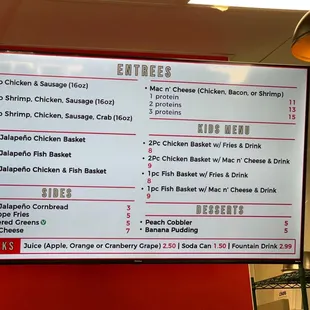 ENTREES
Chicken & Sausage (16oz)
Shrimp, Chicken, Sausage (16oz)
Shrimp, Chicken, Sausage, Crab (16oz)
Jalapeño Chicken Basket
Jalapeño Fish Basket
Jalapeño Chicken & Fish Basket
SIDES
Jalapeño Cornbread 3
Fries 5
Greens 5
Cheese 7
• Mac n' Cheese (Chicken, Bacon, or Shrimp)
1 protein 11
2 proteins 13
3 proteins 15
KIDS MENU
• 2Pc Chicken Basket w/ Fries & Drink
8
• 2Pc Chicken Basket w/ Mac n' Cheese & Drink
9
• 1pc Fish Basket w/ Fries & Drink
8
• 1pc Fish Basket w/ Mac n' Cheese & Drink
9
DESSERTS
• Peach Cobbler 5
• Banana Pudding 5
KS Juice (Apple, Orange or Cranberry Grape) 2.50 | Soda Can 1.50 | Fountain Drink 2.99